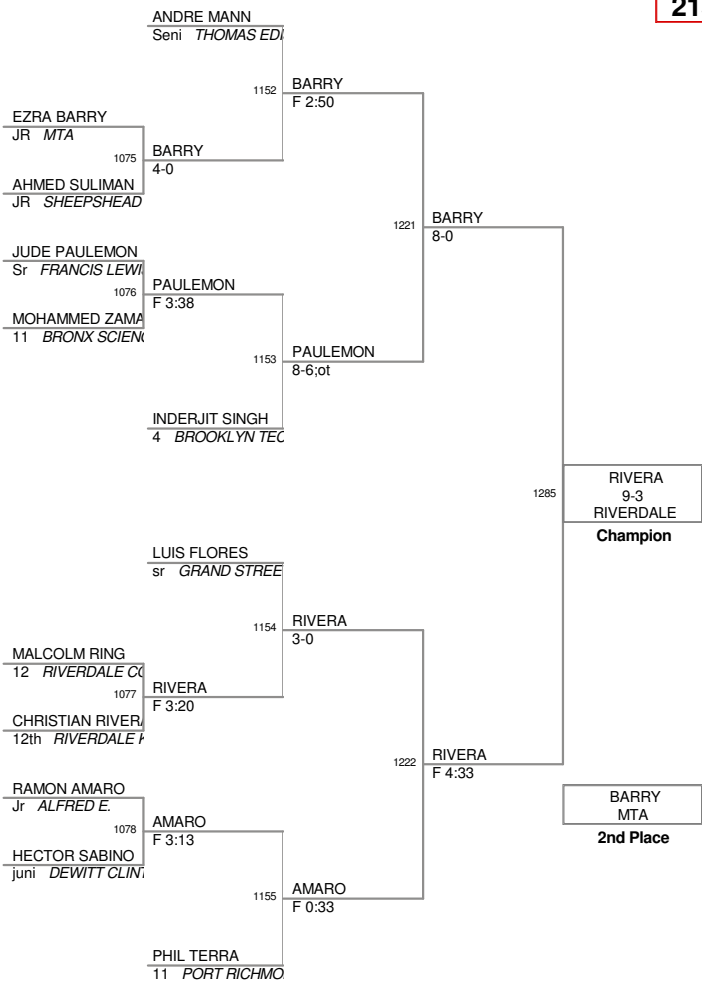 21
ANDRE MANN
Seni THOMAS EDI
1152 BARRY
F 2:50
EZRA BARRY
JR MTA
1075 BARRY
4-0
AHMED SULIMAN
JR SHEEPSHEAD
1221 BARRY
8-0
JUDE PAULEMON
Sr FRANCIS LEWI
1076 PAULEMON
F 3:38
MOHAMMED ZAMA
11 BRONX SCIEN
1153 PAULEMON
8-6;ot
INDERJIT SINGH
4 BROOKLYN TEC
1285 RIVERA
9-3
RIVERDALE
Champion
LUIS FLORES
sr GRAND STREE
1154 RIVERA
3-0
MALCOLM RING
12 RIVERDALE CO
1077 RIVERA
F 3:20
CHRISTIAN RIVERA
12th RIVERDALE K
1222 RIVERA
F 4:33
RAMON AMARO
Jr ALFRED E.
1078 AMARO
F 3:13
HECTOR SABINO
juni DEWITT CLINT
BARRY
MTA
2nd Place
1155 AMARO
F 0:33
PHIL TERRA
11 PORT RICHMO